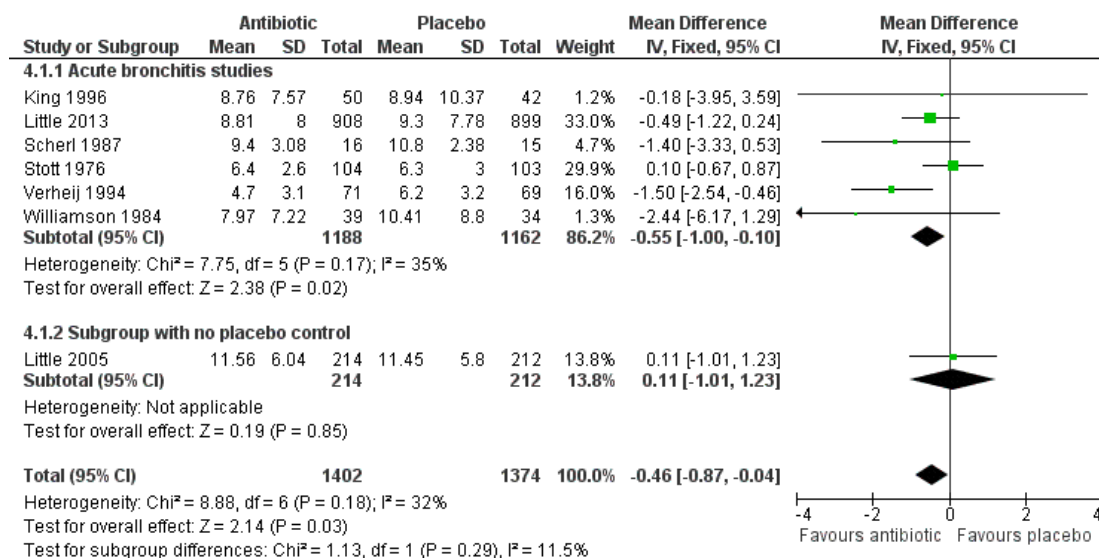 Antibiotic Placebo Mean Difference Mean Difference
Study or Subgroup Mean SD Total Mean SD Total Weight IV, Fixed, 95% CI IV, Fixed, 95% CI
4.1.1 Acute bronchitis studies
King 1996 8.76 7.57 50 8.94 10.37 42 1.2% -0.18 [-3.95, 3.59]
Little 2013 8.81 8 908 9.3 7.78 899 33.0% -0.49 [-1.22, 0.24]
Scherl 1987 9.4 3.08 16 10.8 2.38 15 4.7% -1.40 [-3.33, 0.53]
Stott 1976 6.4 2.6 104 6.3 3 103 29.9% 0.10 [-0.67, 0.87]
Verheij 1994 4.7 3.1 71 6.2 3.2 69 16.0% -1.50 [-2.54, -0.46]
Williamson 1984 7.97 7.22 39 10.41 8.8 34 1.3% -2.44 [-6.17, 1.29]
Subtotal (95% CI) 1188 1162 86.2% -0.55 [-1.00, -0.10]
Heterogeneity: Chi² = 7.75, df = 5 (P = 0.17); I² = 35%
Test for overall effect: Z = 2.38 (P = 0.02)
4.1.2 Subgroup with no placebo control
Little 2005 11.56 6.04 214 11.45 5.8 212 13.8% 0.11 [-1.01, 1.23]
Subtotal (95% CI) 214 212 13.8% 0.11 [-1.01, 1.23]
Heterogeneity: Not applicable
Test for overall effect: Z = 0.19 (P = 0.85)
Total (95% CI) 1402 1374 100.0% -0.46 [-0.87, -0.04]
Heterogeneity: Chi² = 8.88, df = 6 (P = 0.18); I² = 32%
Test for overall effect: Z = 2.14 (P = 0.03)
Test for subgroup differences: Chi² = 1.13, df = 1 (P = 0.29), I² = 11.5%
-4 -2 0 2 4
Favours antibiotic Favours placebo